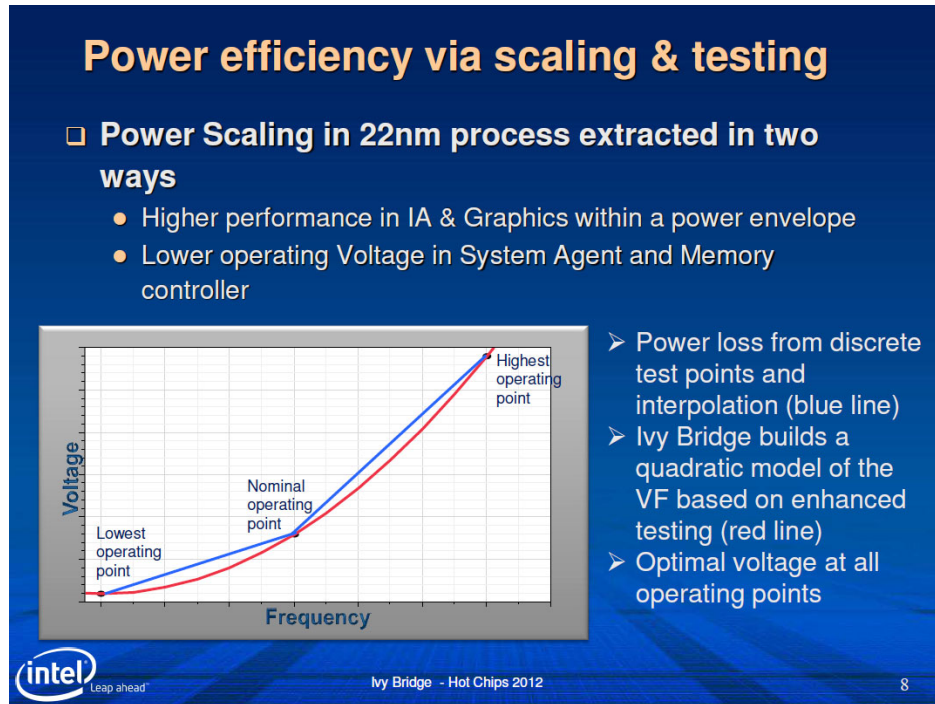 Power efficiency via scaling & testing
Power Scaling in 22nm process extracted in two
ways
Higher performance in IA & Graphics within a power envelope
Lower operating Voltage in System Agent and Memory
controller
Voltage
Lowest
operating
point
Nominal
operating
point
Highest
operating
point
Frequency
Power loss from discrete
test points and
interpolation (blue line)
Ivy Bridge builds a
quadratic model of the
VF based on enhanced
testing (red line)
Optimal voltage at all
operating points
intel
Leap ahead™
Ivy Bridge - Hot Chips 2012
8